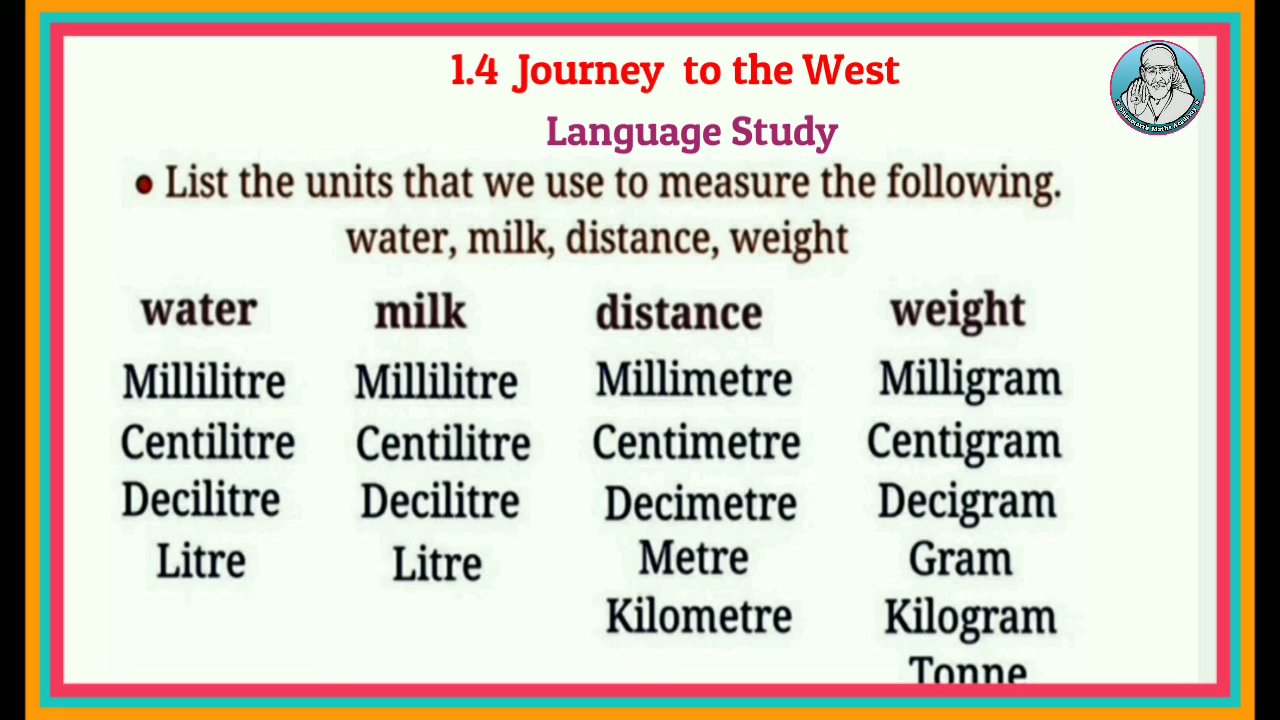 1.4 Journey to the West
Language Study
• List the units that we use to measure the following.
water, milk, distance, weight
water milk distance weight
Millilitre Millilitre Millimetre Milligram
Centilitre Centilitre Centimetre Centigram
Decilitre Decilitre Decimetre Decigram
Litre Litre Metre Gram
Kilometre Kilogram
Tonne